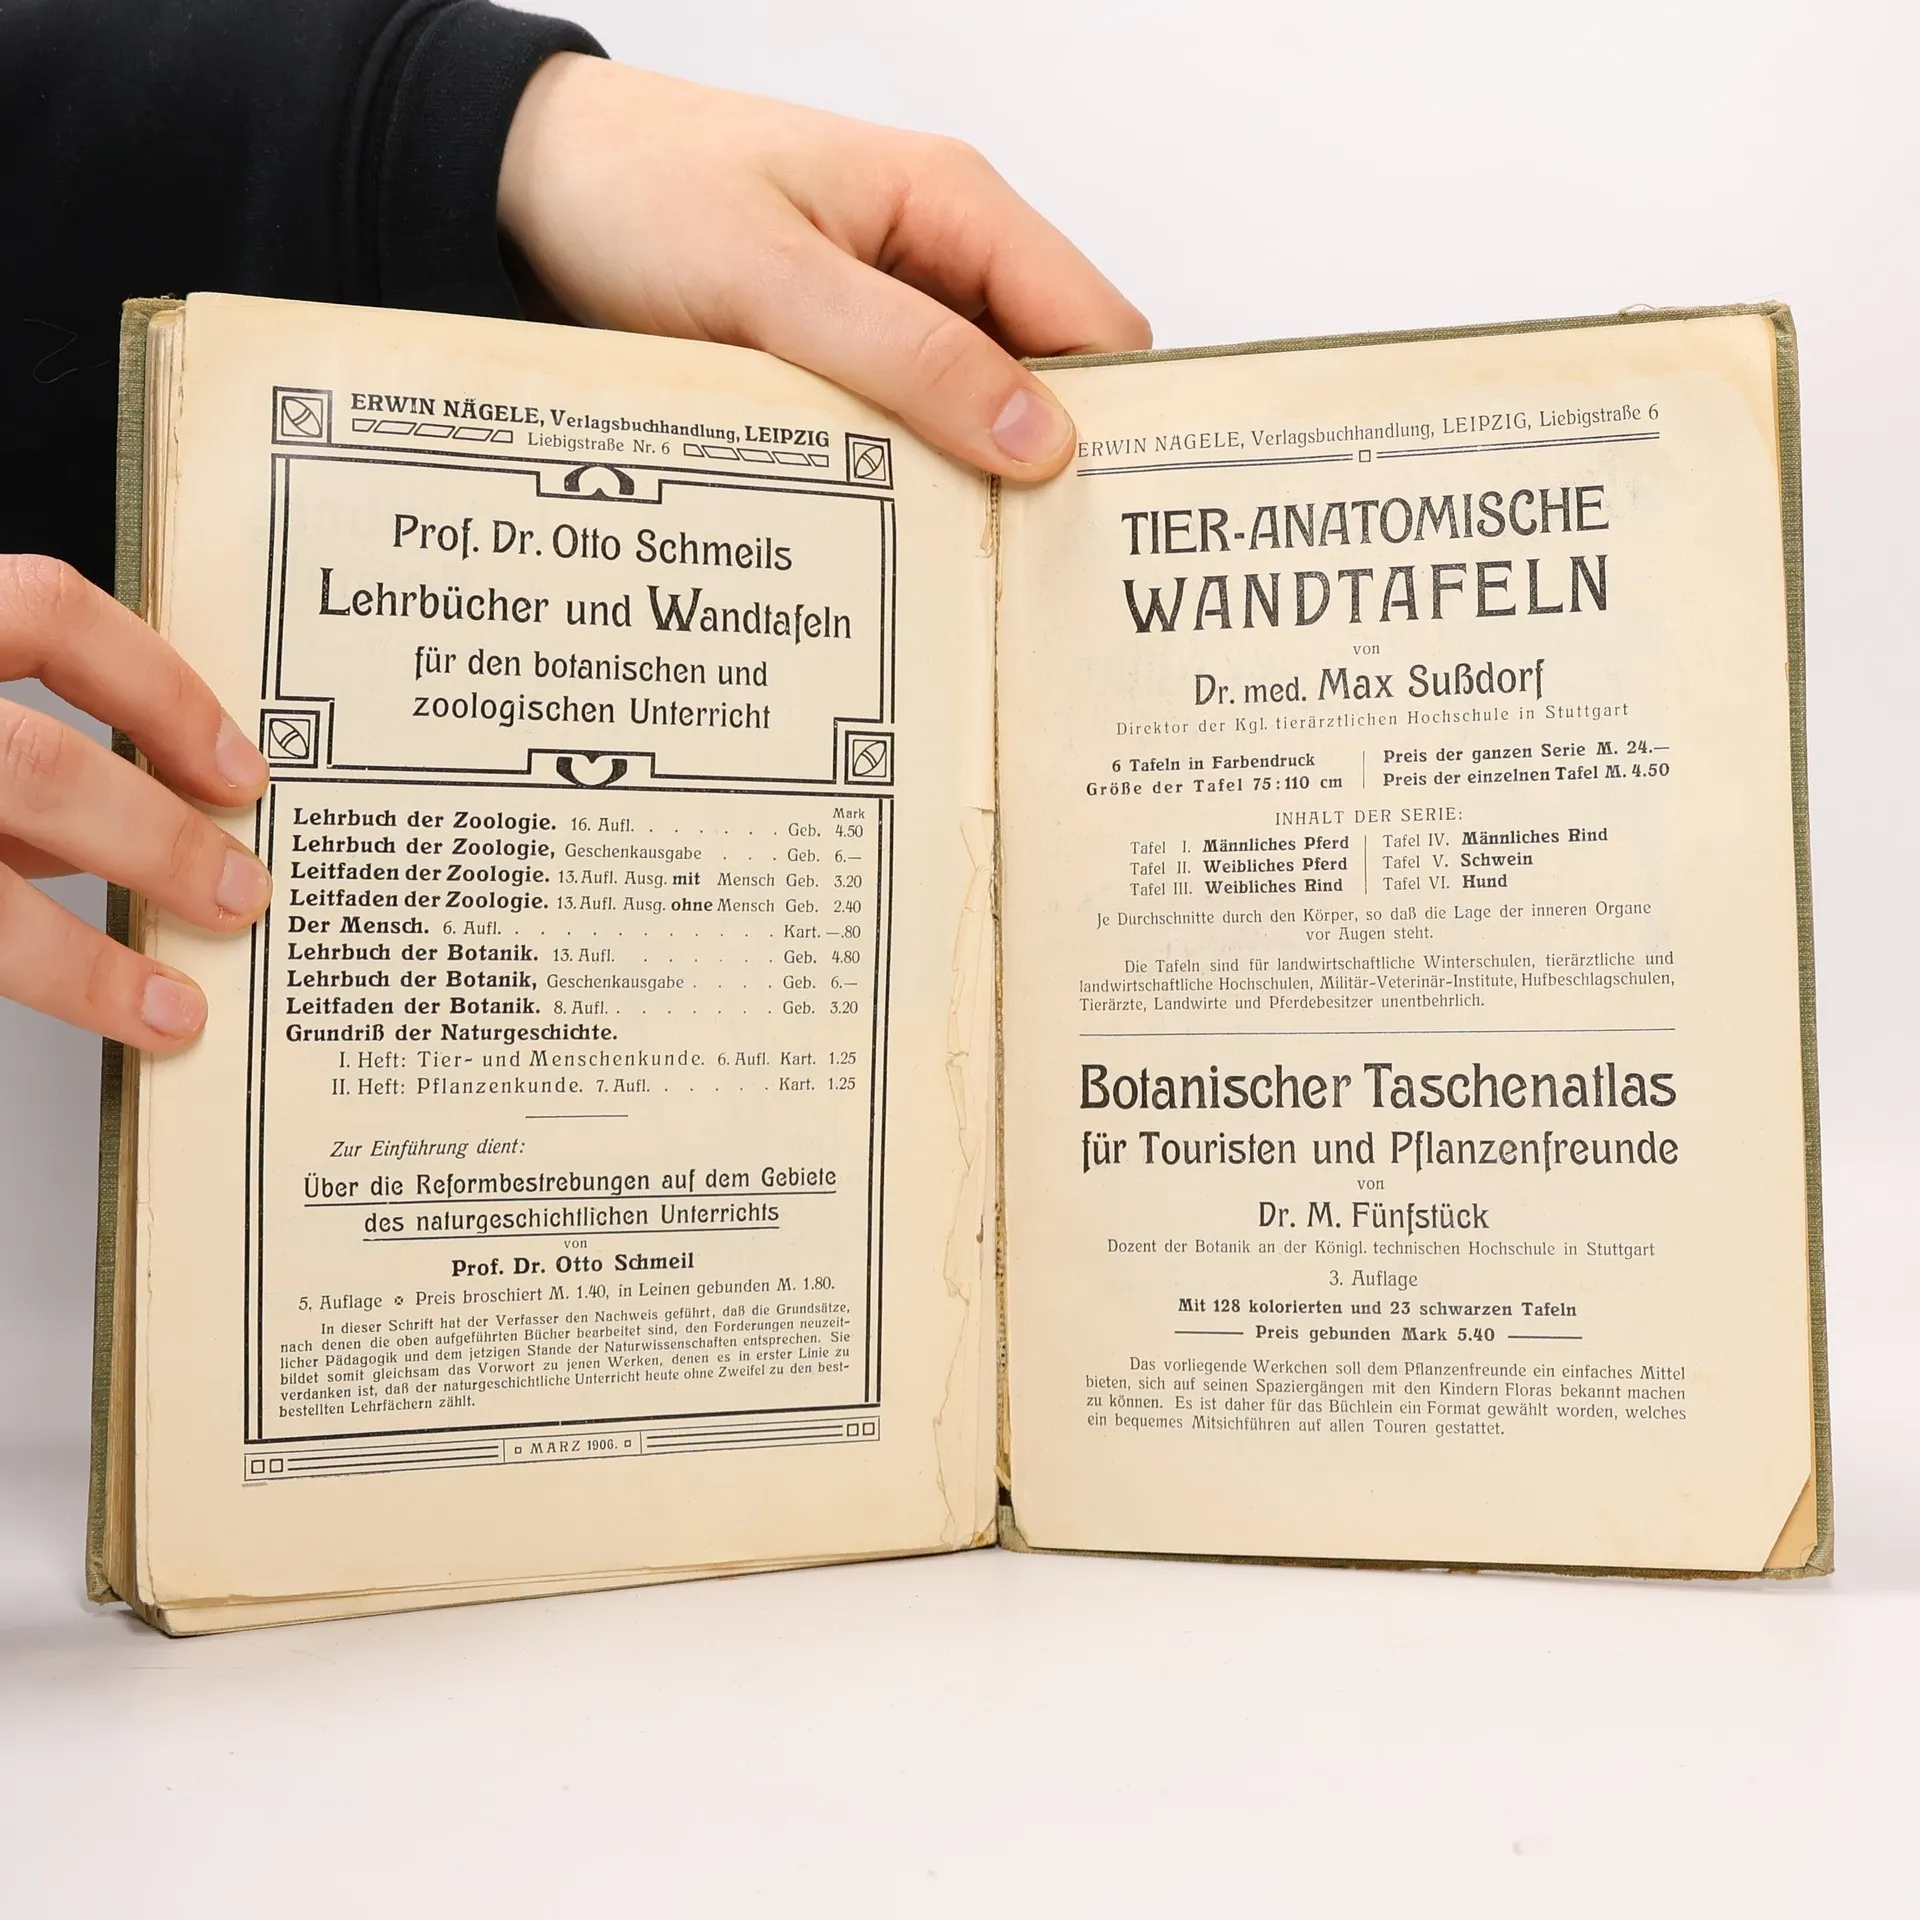 ERWIN NÄGELE, Verlagsbuchhandlung, LEIPZIG
Liebigstraße Nr. 6
Prof. Dr. Otto Schmeils
Lehrbücher und Wandtafeln
für den botanischen und
zoologischen Unterricht
Mark
Lehrbuch der Zoologie. 16. Aufl. . . . . . . Geb. 4.50
Lehrbuch der Zoologie, Geschenkausgabe . . . Geb. 6.—
Leitfaden der Zoologie. 13. Aufl. Ausg. mit Mensch Geb. 3.20
Leitfaden der Zoologie. 13. Aufl. Ausg. ohne Mensch Geb. 2.40
Der Mensch. 6. Aufl. . . . . . . . . . . . Kart. —.80
Lehrbuch der Botanik. 13. Aufl. . . . . . . Geb. 4.80
Lehrbuch der Botanik, Geschenkausgabe . . . . Geb. 6.—
Leitfaden der Botanik. 8. Aufl. . . . . . . . Geb. 3.20
Grundriß der Naturgeschichte.
I. Heft: Tier- und Menschenkunde. 6. Aufl. Kart. 1.25
II. Heft: Pflanzenkunde. 7. Aufl. . . . . . Kart. 1.25
Zur Einführung dient:
Über die Reformbestrebungen auf dem Gebiete
des naturgeschichtlichen Unterrichts
von
Prof. Dr. Otto Schmeil
5. Auflage Preis broschiert M. 1.40, in Leinen gebunden M. 1.80.
In dieser Schrift hat der Verfasser den Nachweis geführt, daß die Grundsätze,
nach denen die oben aufgeführten Bücher bearbeitet sind, den Forderungen neuzeit-
licher Pädagogik und dem jetzigen Stande der Naturwissenschaften entsprechen. Sie
bildet somit gleichsam das Vorwort zu jenen Werken, denen es in erster Linie zu
verdanken ist, daß der naturgeschichtliche Unterricht heute ohne Zweifel zu den best-
bestellten Lehrfächern zählt.
MARZ 1906.
ERWIN NAGELE, Verlagsbuchhandlung, LEIPZIG, Liebigstraße 6
TIER-ANATOMISCHE
WANDTAFELN
von
Dr. med. Max Sußdorf
Direktor der Kgl. tierärztlichen Hochschule in Stuttgart
6 Tafeln in Farbendruck
Größe der Tafel 75:110 cm
Preis der ganzen Serie M. 24.—
Preis der einzelnen Tafel M. 4.50
INHALT DER SERIE:
Tafel I. Männliches Pferd
Tafel II. Weibliches Pferd
Tafel III. Weibliches Rind
Tafel IV. Männliches Rind
Tafel V. Schwein
Tafel VI. Hund
Je Durchschnitte durch den Körper, so daß die Lage der inneren Organe
vor Augen steht.
Die Tafeln sind für landwirtschaftliche Winterschulen, tierärztliche und
landwirtschaftliche Hochschulen, Militär-Veterinär-Institute, Hufbeschlagschulen,
Tierärzte, Landwirte und Pferdebesitzer unentbehrlich.
Botanischer Taschenatlas
für Touristen und Pflanzenfreunde
von
Dr. M. Fünfstück
Dozent der Botanik an der Königl. technischen Hochschule in Stuttgart
3. Auflage
Mit 128 kolorierten und 23 schwarzen Tafeln
Preis gebunden Mark 5.40
Das vorliegende Werkchen soll dem Pflanzenfreunde ein einfaches Mittel
bieten, sich auf seinen Spaziergängen mit den Kindern Floras bekannt machen
zu können. Es ist daher für das Büchlein ein Format gewählt worden, welches
ein bequemes Mitsichführen auf allen Touren gestattet.